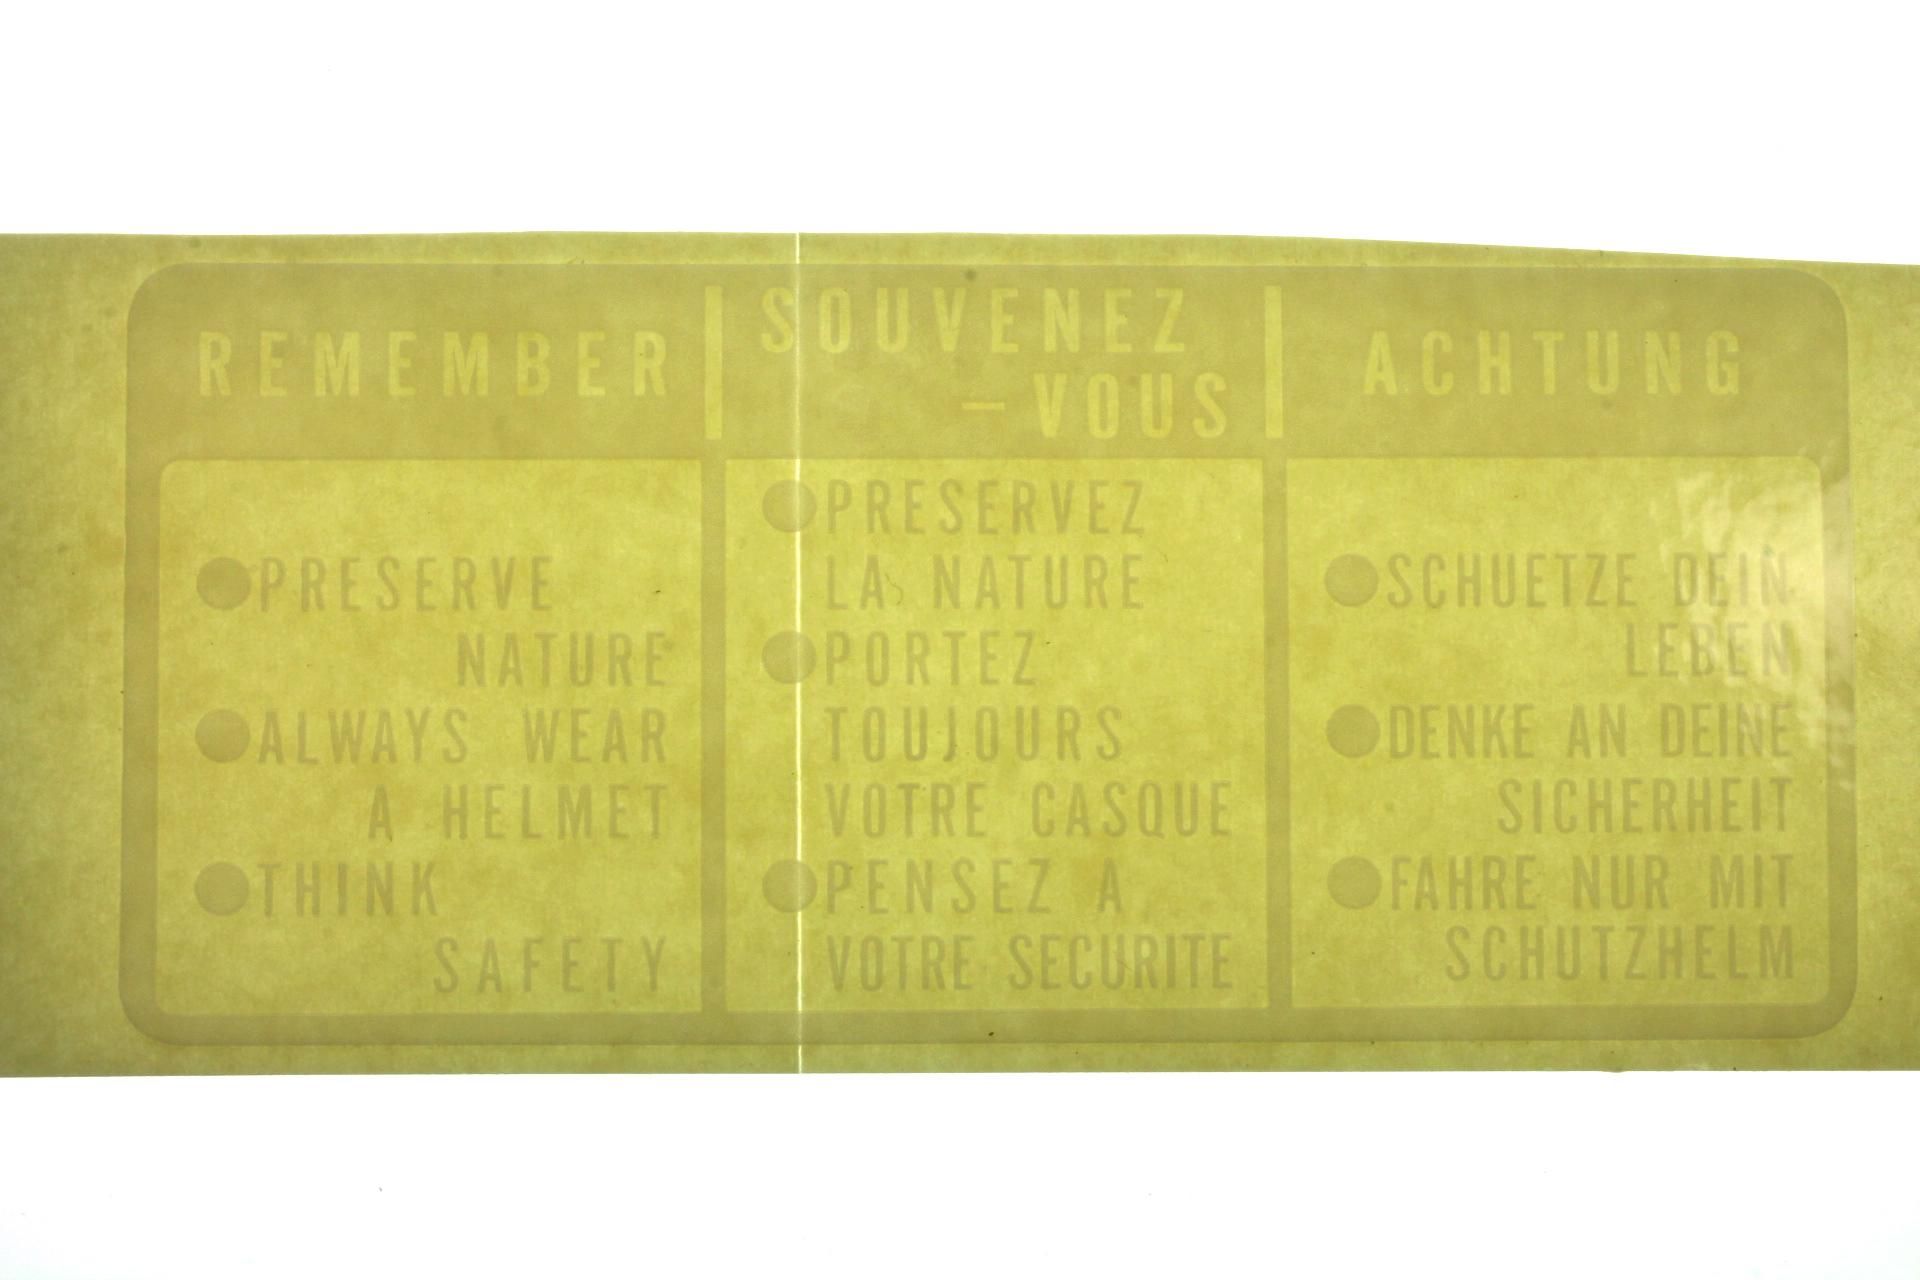 REMEMBER
PRESERVE
NATURE
ALWAYS WEAR
A HELMET
THINK
SAFETY
SOUVENEZ
—VOUS
PRESERVEZ
LA NATURE
PORTEZ
TOUJOURS
VOTRE CASQUE
PENSEZ A
VOTRE SECURITE
ACHTUNG
SCHUETZE DEIN
LEBEN
DENKE AN DEINE
SICHERHEIT
FAHRE NUR MIT
SCHUTZHELM